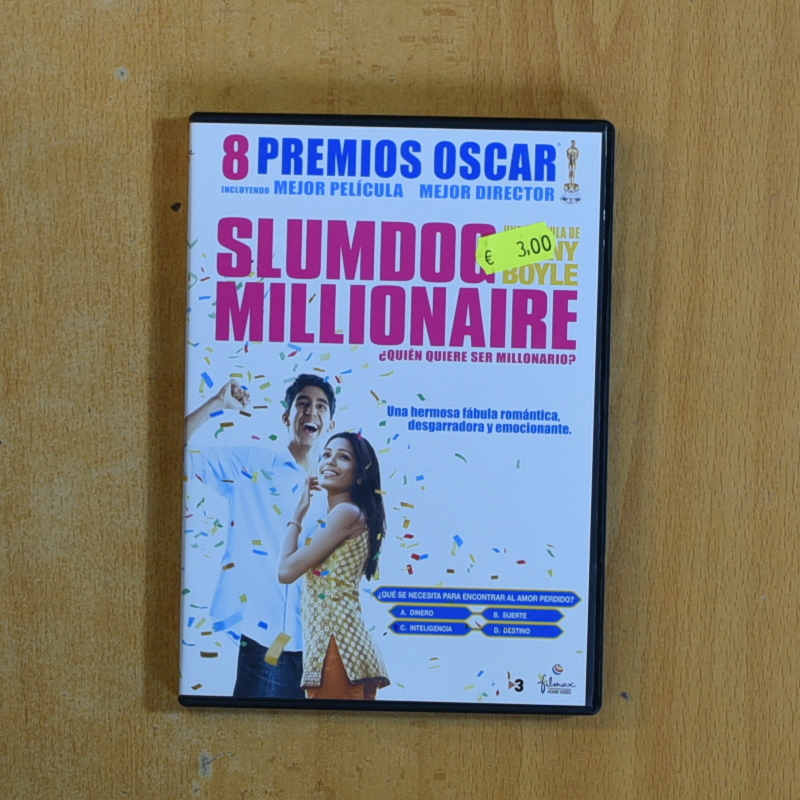 8 PREMIOS OSCAR
INCLUYENDO MEJOR PELÍCULA MEJOR DIRECTOR
SLUMDOG
DE
€ 3,00
BOYLE
MILLIONAIRE
¿QUIÉN QUIERE SER MILLONARIO?
Una hermosa fábula romántica,
desgarradora y emocionante.
¿QUÉ SE NECESITA PARA ENCONTRAR AL AMOR PERDIDO?
A. DINERO B. SUERTE
C. INTELIGENCIA D. DESTINO
3 filmax
HOME VIDEO